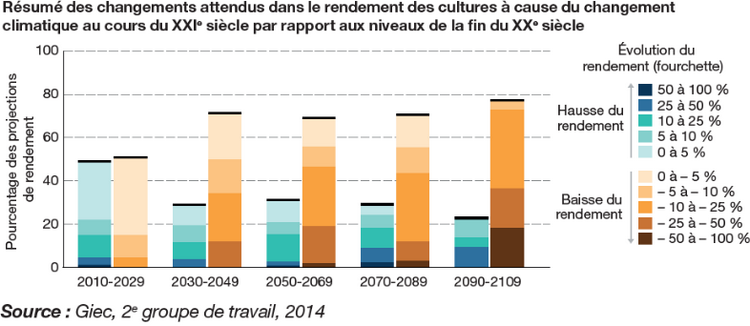 Résumé des changements attendus dans le rendement des cultures à cause du changement
climatique au cours du XXIᵉ siècle par rapport aux niveaux de la fin du XXᵉ siècle
Pourcentage des projections
de rendement
100
80
60
40
20
0
2010-2029
2030-2049
2050-2069
2070-2089
2090-2109
Évolution du
rendement (fourchette)
Hausse du
rendement
50 à 100 %
25 à 50 %
10 à 25 %
5 à 10 %
0 à 5 %
Baisse du
rendement
0 à – 5 %
– 5 à – 10 %
– 10 à – 25 %
– 25 à – 50 %
– 50 à – 100 %
Source : Giec, 2ᵉ groupe de travail, 2014